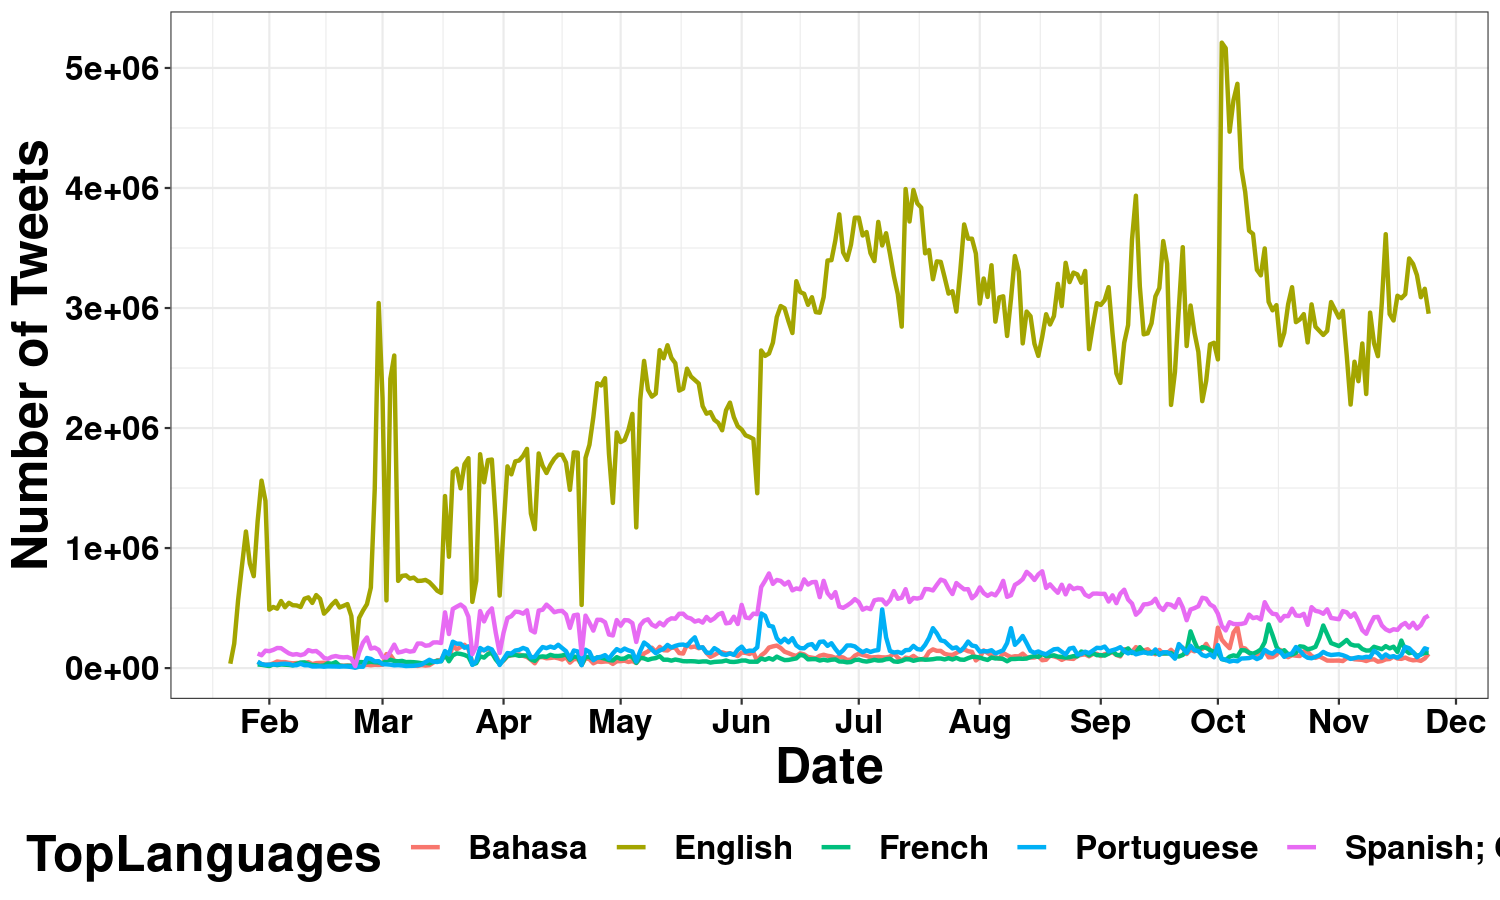 Number of Tweets
5e+06
4e+06
3e+06
2e+06
1e+06
0e+00
Feb Mar Apr May Jun Jul Aug Sep Oct Nov Dec
Date
TopLanguages Bahasa English French Portuguese Spanish;